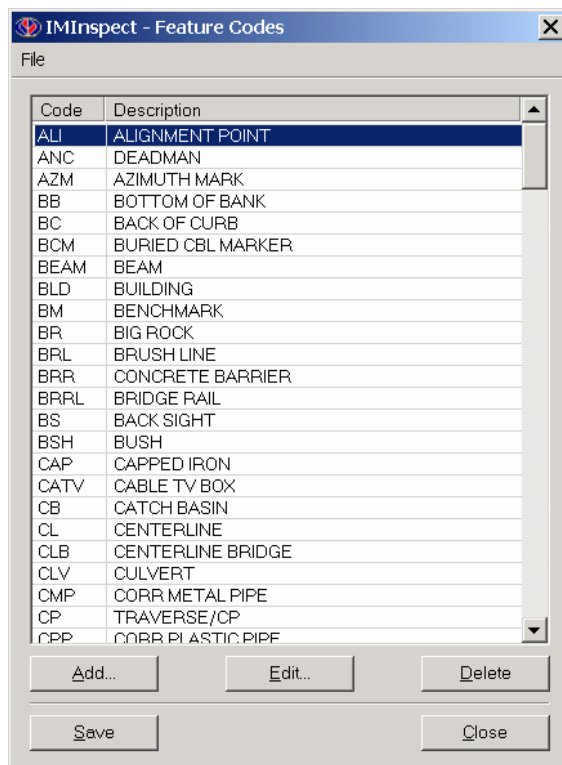 IMInspect - Feature Codes
File
Code Description
ALI ALIGNMENT POINT
ANC DEADMAN
AZM AZIMUTH MARK
BB BOTTOM OF BANK
BC BACK OF CURB
BCM BURIED CBL MARKER
BEAM BEAM
BLD BUILDING
BM BENCHMARK
BR BIG ROCK
BRL BRUSH LINE
BRR CONCRETE BARRIER
BRRL BRIDGE RAIL
BS BACK SIGHT
BSH BUSH
CAP CAPPED IRON
CATV CABLE TV BOX
CB CATCH BASIN
CL CENTERLINE
CLB CENTERLINE BRIDGE
CLV CULVERT
CMP CORR METAL PIPE
CP TRAVERSE/CP
CPP CORR PLASTIC PIPE
Add... Edit... Delete
Save Close